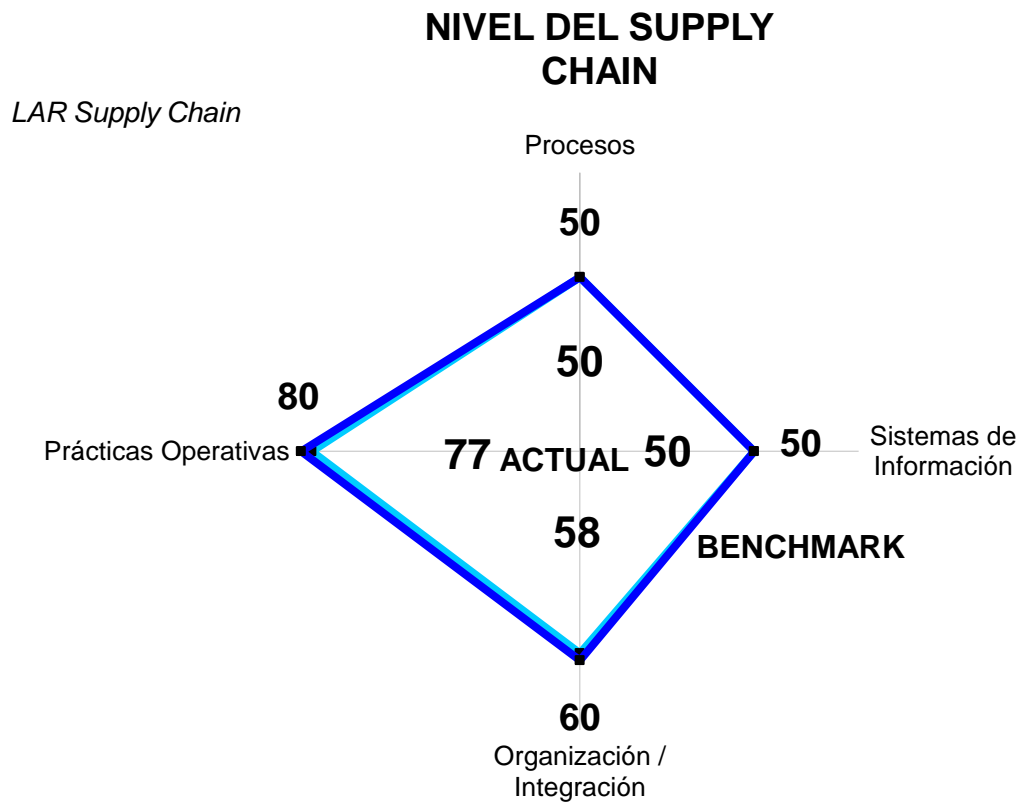 NIVEL DEL SUPPLY
CHAIN
LAR Supply Chain
Procesos
50
50
80
Prácticas Operativas
77 ACTUAL 50
50
Sistemas de
Información
58
BENCHMARK
60
Organización /
Integración